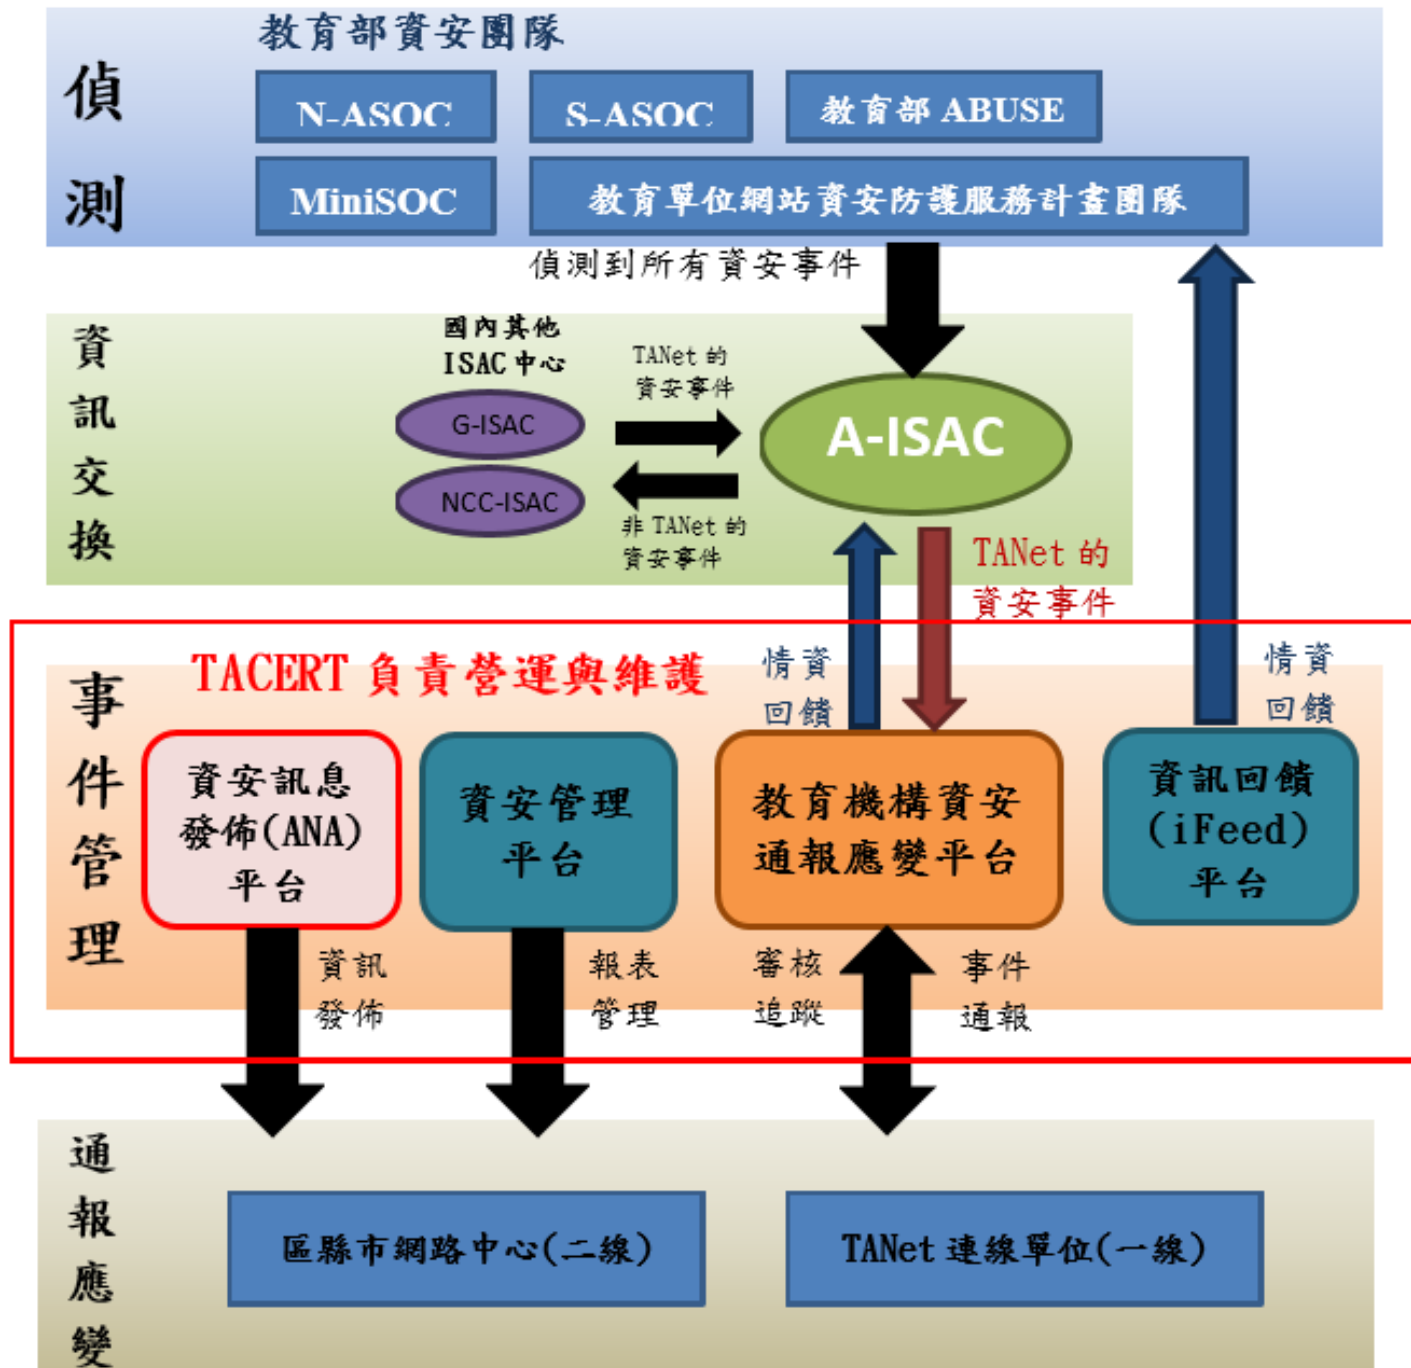 教育部資安團隊
偵
測
N-ASOC
S-ASOC
教育部 ABUSE
MiniSOC
教育單位網站資安防護服務計畫團隊
偵測到所有資安事件
資
訊
交
換
國內其他
ISAC 中心
G-ISAC
NCC-ISAC
TANet 的
資安事件
非 TANet 的
資安事件
A-ISAC
TANet 的
資安事件
事
件
管
理
TACERT 負責營運與維護
情資
回饋
情資
回饋
資安訊息
發佈(ANA)
平台
資安管理
平台
教育機構資安
通報應變平台
資訊回饋
(iFeed)
平台
資訊
發佈
報表
管理
審核
追蹤
事件
通報
通
報
應
變
區縣市網路中心(二線)
TANet 連線單位(一線)